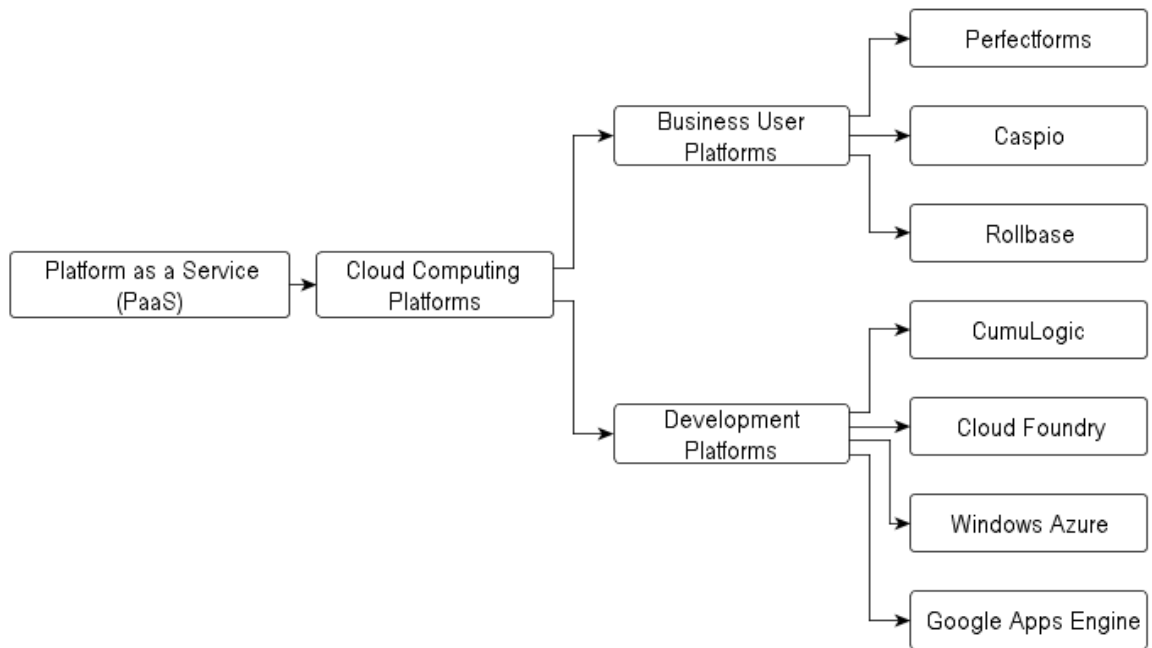 Platform as a Service
(PaaS)
Cloud Computing
Platforms
Business User
Platforms
Development
Platforms
Perfectforms
Caspio
Rollbase
CumuLogic
Cloud Foundry
Windows Azure
Google Apps Engine